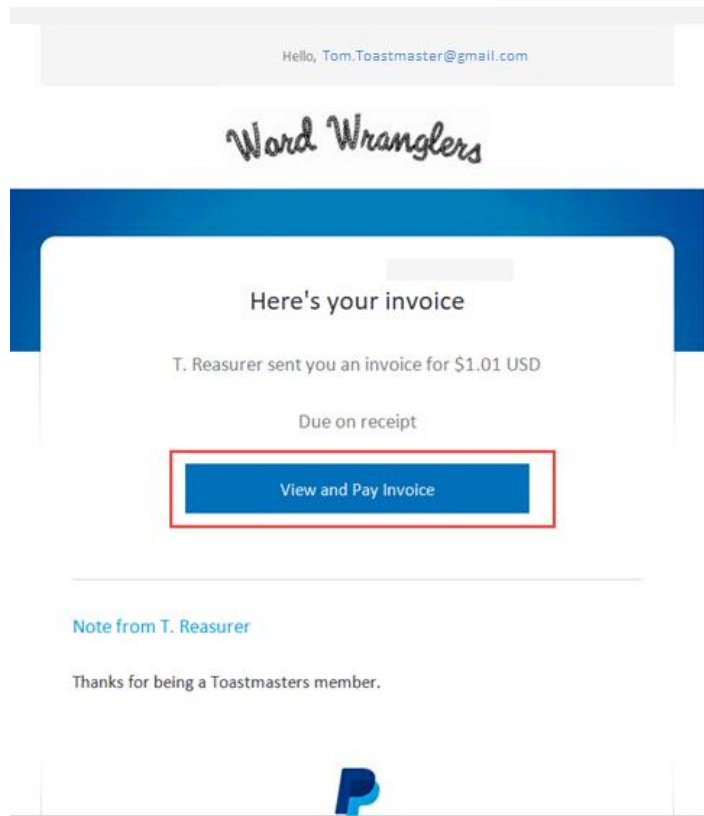 Hello, Tom.Toastmaster@gmail.com
Word Wranglers
Here's your invoice
T. Reasurer sent you an invoice for $1.01 USD
Due on receipt
View and Pay Invoice
Note from T. Reasurer
Thanks for being a Toastmasters member.